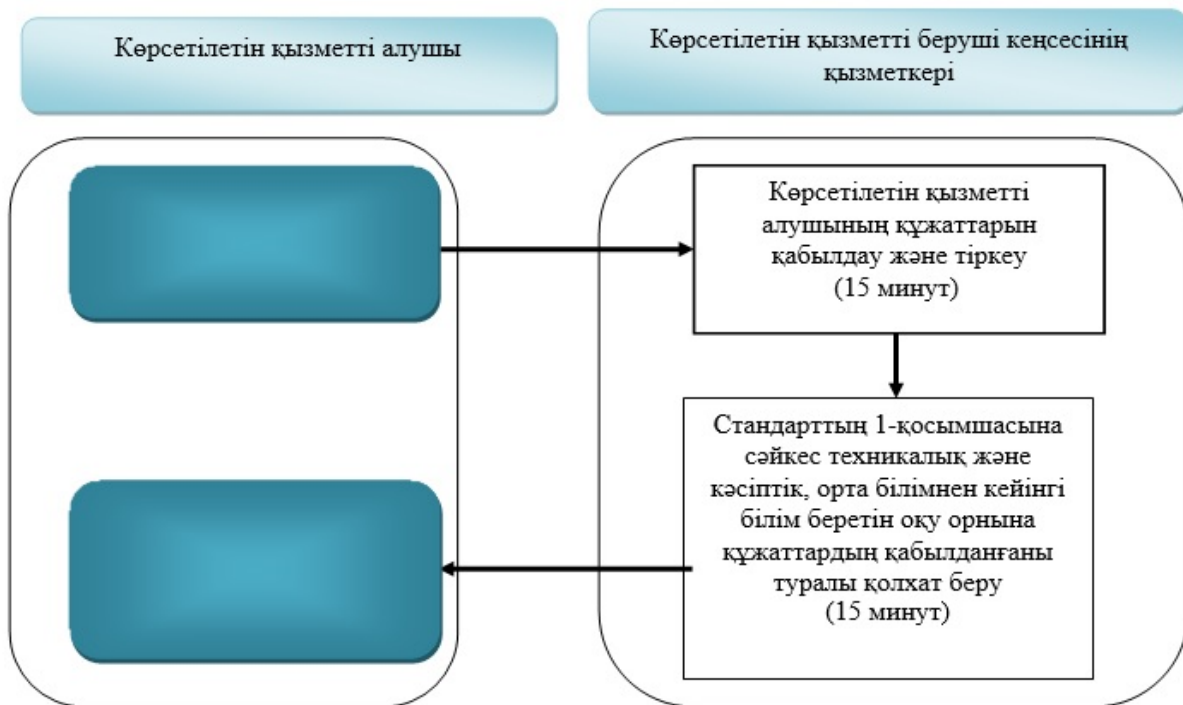 Көрсетілетін қызметті алушы
Көрсетілетін қызметті беруші кеңсесінің
қызметкері
Көрсетілетін қызметті
алушының құжаттарын
қабылдау және тіркеу
(15 минут)
Стандарттың 1-қосымшасына
сәйкес техникалық және
кәсіптік, орта білімнен кейінгі
білім беретін оқу орнына
құжаттардың қабылданғаны
туралы қолхат беру
(15 минут)